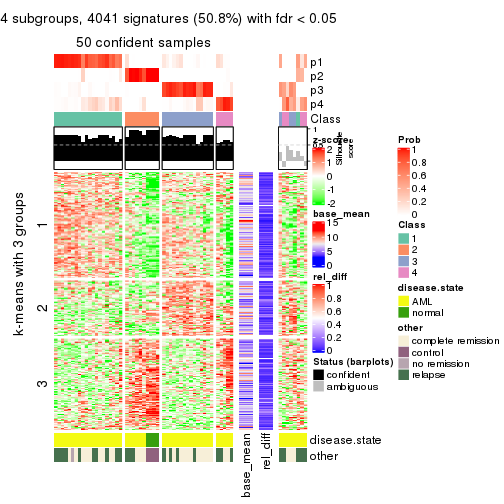 4 subgroups, 4041 signatures (50.8%) with fdr < 0.05
50 confident samples
p1
p2
p3
p4
Class
1
0.5
Silhouette
score
k-means with 3 groups
1
2
3
disease.state
other
base_mean
rel_diff
z-score
2
1
0
-1
-2
base_mean
15
10
5
0
rel_diff
1
0.8
0.6
0.4
0.2
0
Status (barplots)
confident
ambiguous
Prob
1
0.8
0.6
0.4
0.2
0
Class
1
2
3
4
disease.state
AML
normal
other
complete remission
control
no remission
relapse